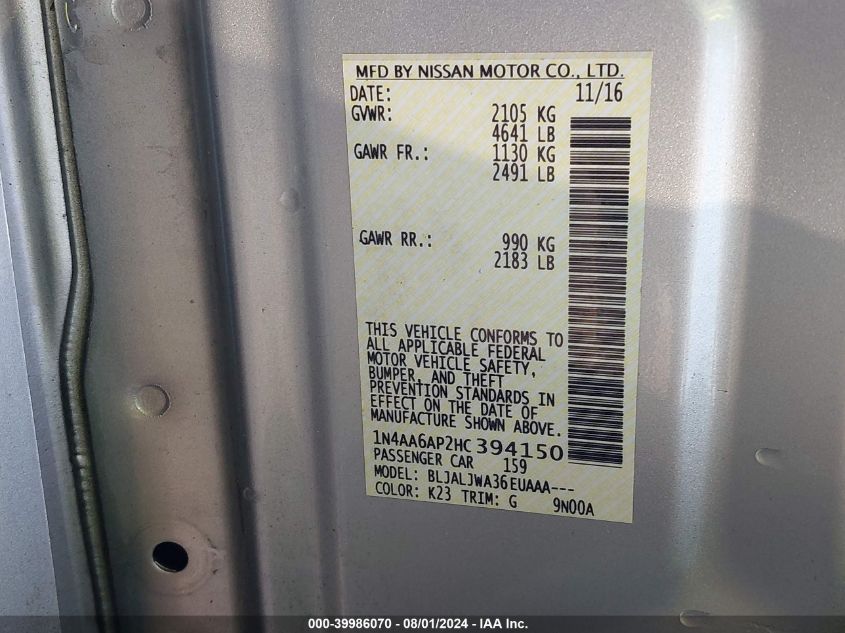 MFD BY NISSAN MOTOR CO., LTD.
DATE: 11/16
GVWR: 2105 KG
4641 LB
GAWR FR.: 1130 KG
2491 LB
GAWR RR.: 990 KG
2183 LB
THIS VEHICLE CONFORMS TO
ALL APPLICABLE FEDERAL
MOTOR VEHICLE SAFETY,
BUMPER, AND THEFT
PREVENTION STANDARDS IN
EFFECT ON THE DATE OF
MANUFACTURE SHOWN ABOVE.
1N4AA6AP2HC394150
PASSENGER CAR 159
MODEL: BLJALJWA36EUAAA---
COLOR: K23 TRIM: G 9N00A
000-39986070 - 08/01/2024 - IAA Inc.